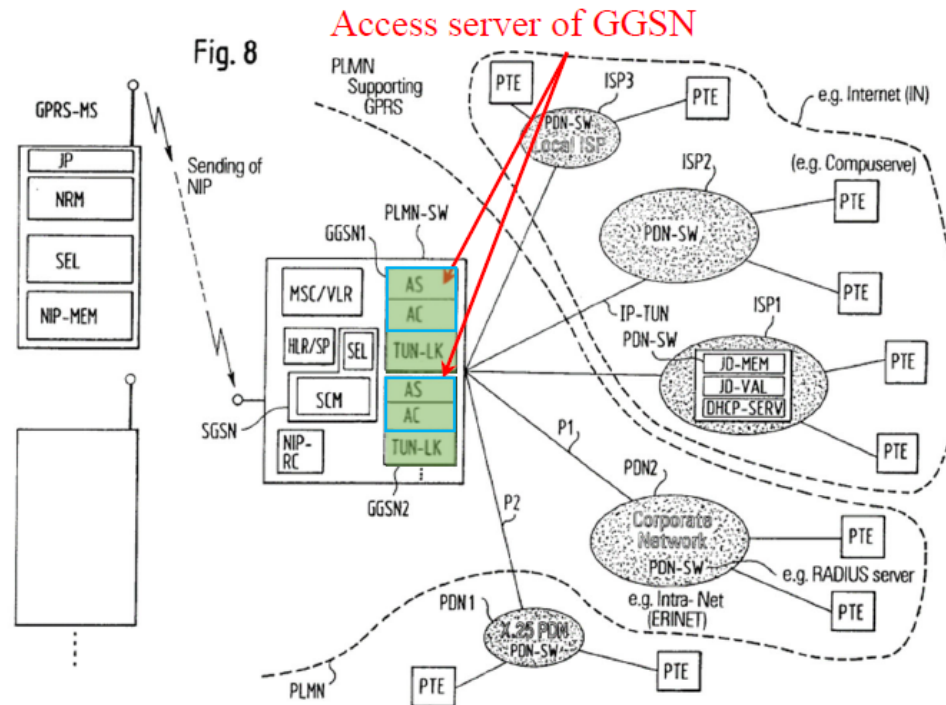 Access server of GGSN
Fig. 8
GPRS-MS
JP
NRM
SEL
NIP-MEM
Sending of
NIP
PLMN
Supporting
GPRS
PLMN-SW
GGSN1
MSC/VLR
HLR/SP
SEL
SCM
SGSN
NIP-
RC
AS
AC
TUN-LK
AS
AC
TUN-LK
GGSN2
PTE
ISP3
PTE
PDN-SW
Local ISP
e.g. Internet (IN)
ISP2
(e.g. Compuserve)
PTE
PDN-SW
PTE
IP-TUN
ISP1
PDN-SW
JD-MEM
JD-VAL
DHCP-SERV
PTE
PTE
P1
PDN2
Corporate
Network
PDN-SW
PTE
e.g. RADIUS server
PTE
e.g. Intra-Net
(ERINET)
P2
PDN1
X.25 PDN
PDN-SW
PTE
PTE
PLMN